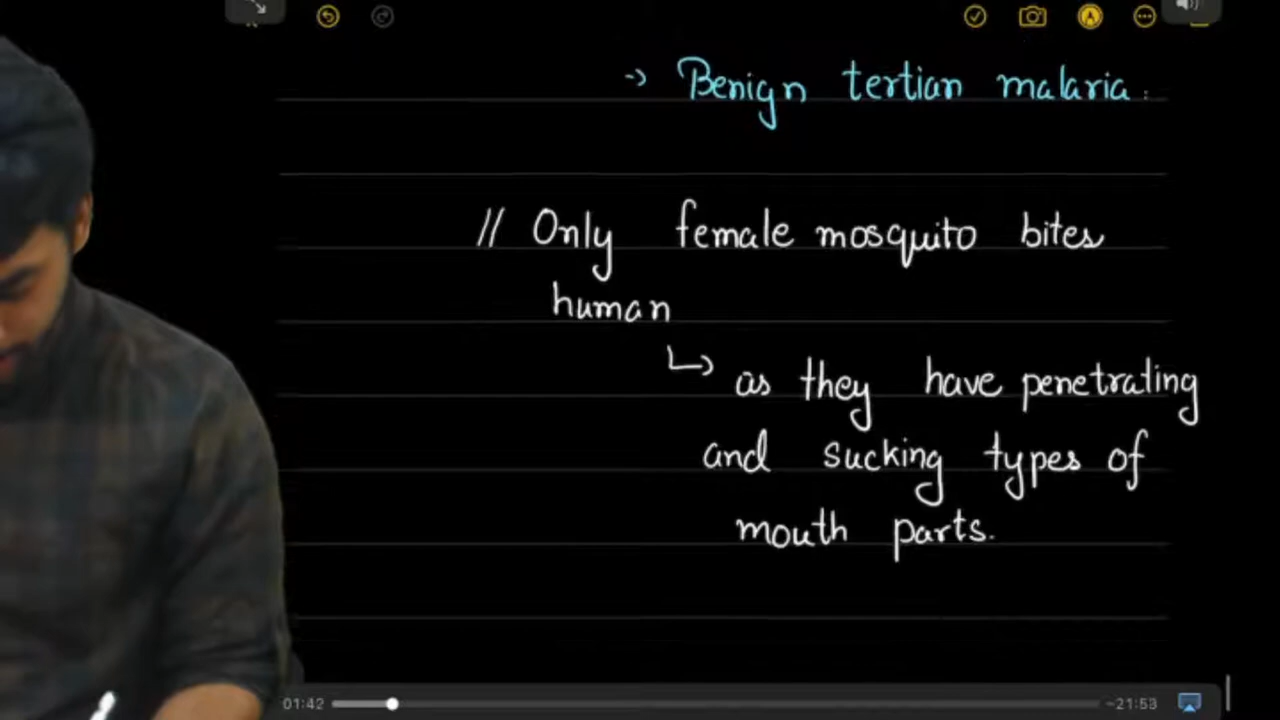 → Benign tertian malaria.
// Only female mosquito bites
human
↳ as they have penetrating
and sucking types of
mouth parts.
01:42
-21:53